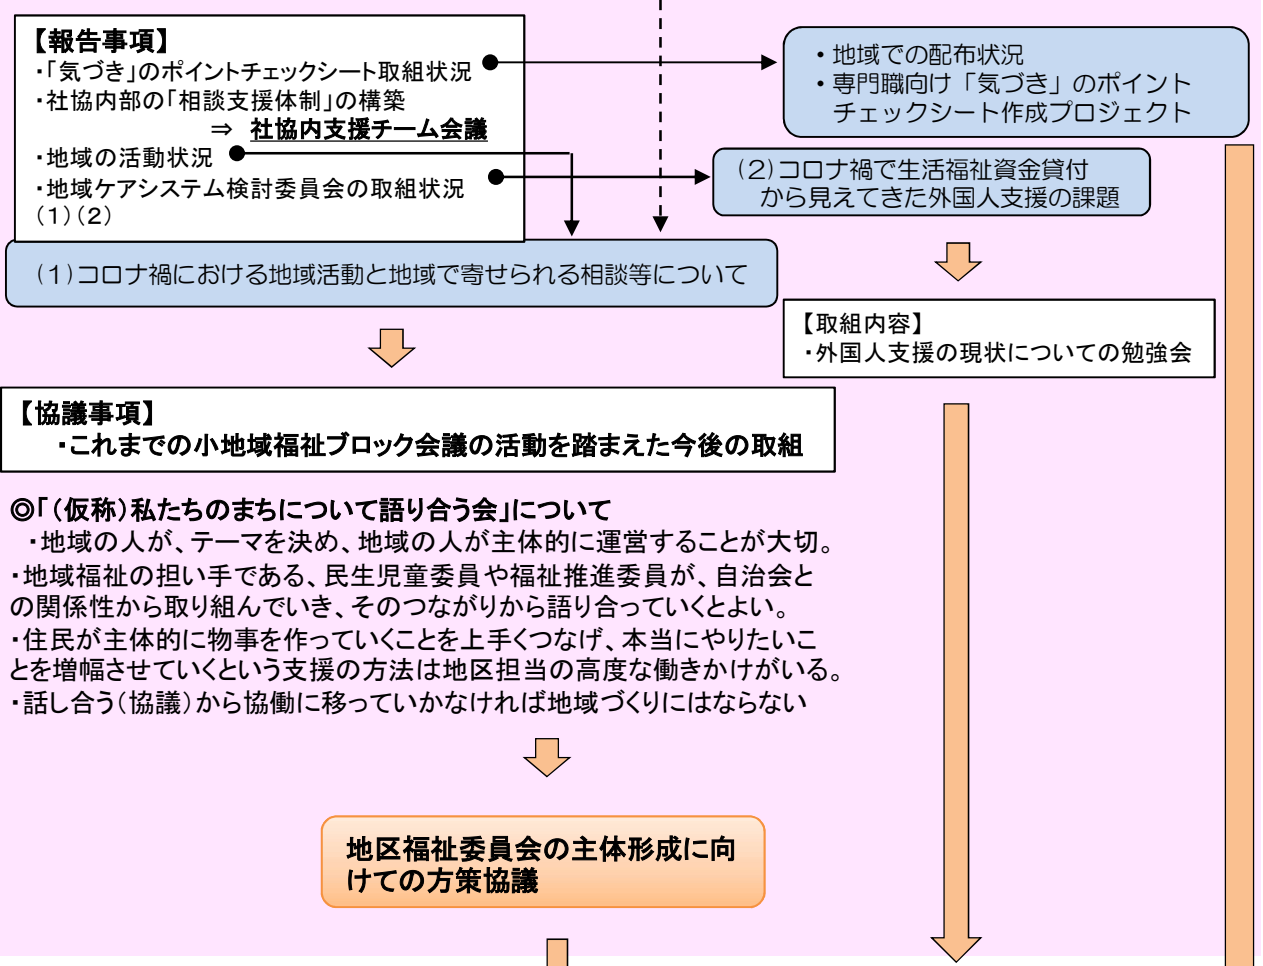 【報告事項】
・「気づき」のポイントチェックシート取組状況
・社協内部の「相談支援体制」の構築
⇒ 社協内支援チーム会議
・地域の活動状況
・地域ケアシステム検討委員会の取組状況
(1)(2)
・地域での配布状況
・専門職向け「気づき」のポイント
チェックシート作成プロジェクト
(2)コロナ禍で生活福祉資金貸付
から見えてきた外国人支援の課題
(1)コロナ禍における地域活動と地域で寄せられる相談等について
【取組内容】
・外国人支援の現状についての勉強会
【協議事項】
・これまでの小地域福祉ブロック会議の活動を踏まえた今後の取組
◎「(仮称)私たちのまちについて語り合う会」について
・地域の人が、テーマを決め、地域の人が主体的に運営することが大切。
・地域福祉の担い手である、民生児童委員や福祉推進委員が、自治会と
の関係性から取り組んでいき、そのつながりから語り合っていくとよい。
・住民が主体的に物事を作っていくことを上手くつなげ、本当にやりたいこ
とを増幅させていくという支援の方法は地区担当の高度な働きかけがいる。
・話し合う(協議)から協働に移っていかなければ地域づくりにはならない
地区福祉委員会の主体形成に向
けての方策協議